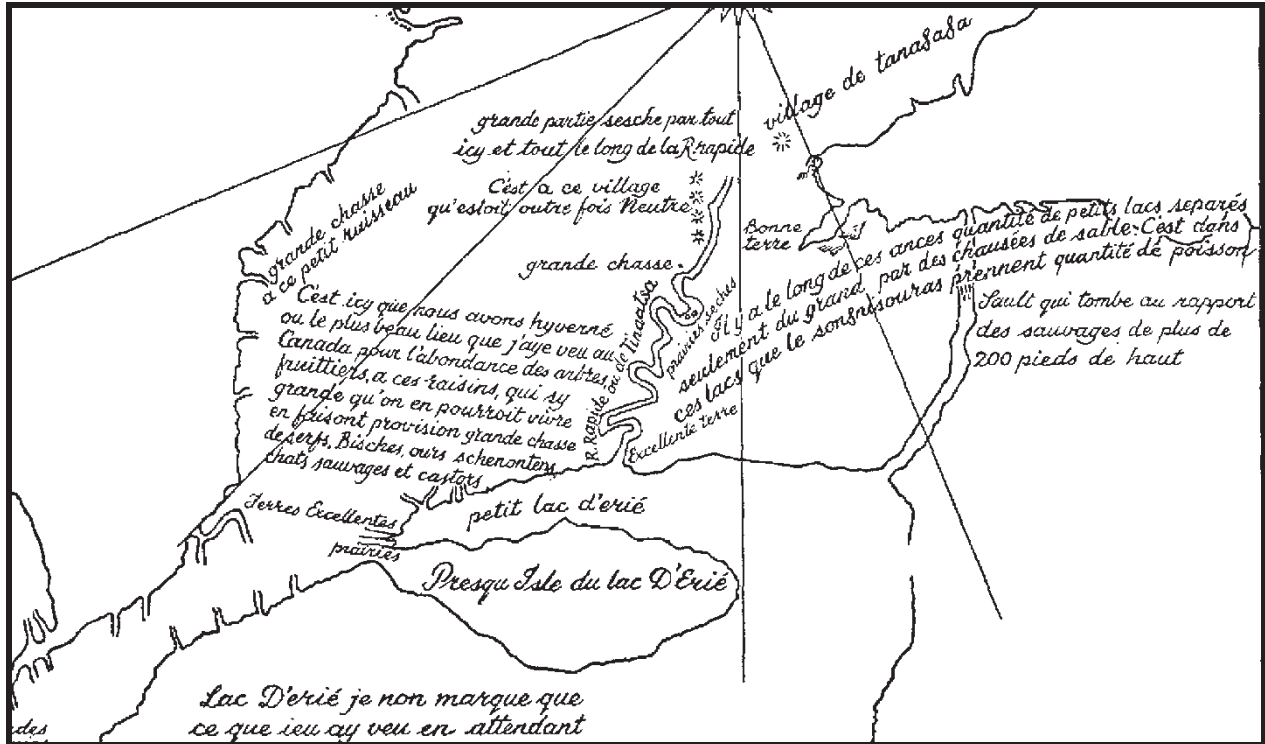 village de tanaȣaȣa
grande partie sesche par tout
icy et tout le long de la Rhapide
C'est a ce village
qu'estoit outre fois Neutre
Bonne
terre
grande chasse
grande chasse
a ce petit ruisseau
C'est icy que nous avons hyverné
ou le plus beau lieu que j'aye veu au
Canada pour l'abondance des arbres,
fruittiers, a ces raisins, qui sy
grande qu'on en pourroit vivre
en faisont provision grande chasse
de serfs, Bisches, ours schenontens
chats sauvages et castors
R. Rapide ou de Tinaatsa
prairies seches
Excellente terre
Il y a le long de ces ances quantité de petits lacs separés
seulement du grand par des chausées de sable. C'est dans
ces lacs que le prennent quantité de poisson
Sault qui tombe au rapport
des sauvages de plus de
200 pieds de haut
Terres Excellentes
prairies
petit lac d'erié
Presqu Isle du lac D'Erié
Lac D'erié je non marque que
ce que ieu ay veu en attendant